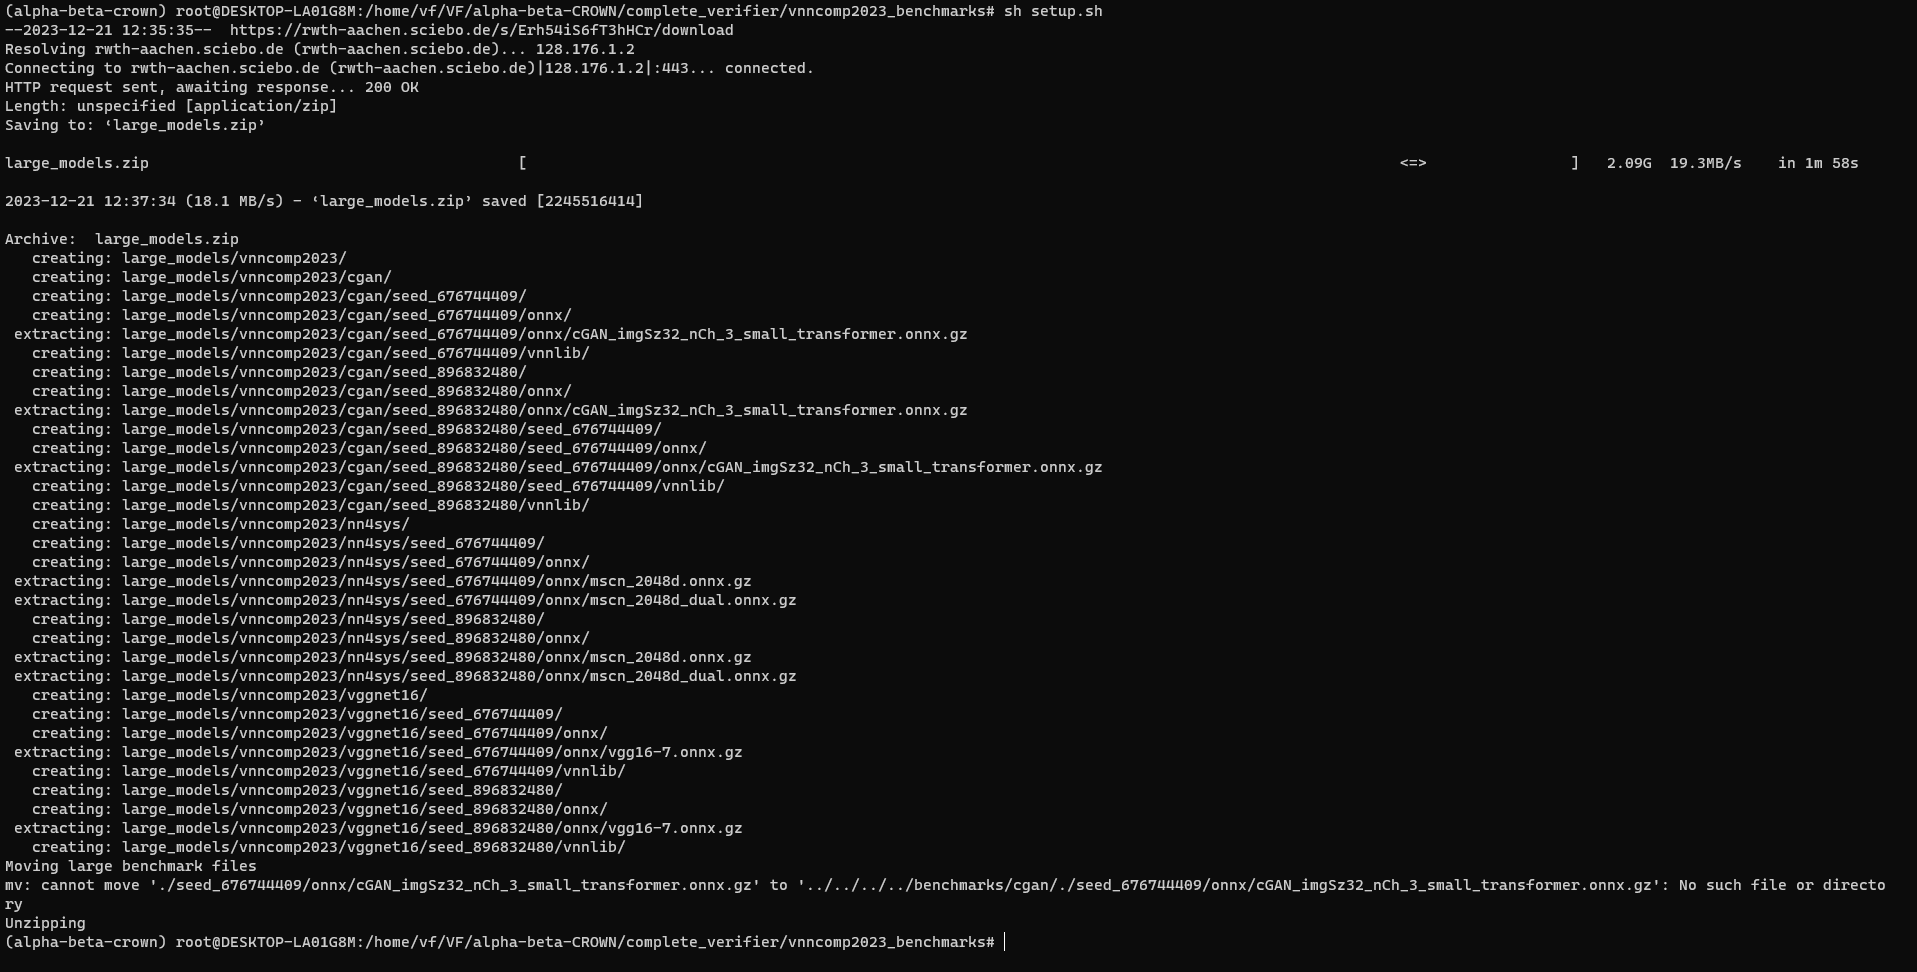 (alpha-beta-crown) root@DESKTOP-LA01G8M:/home/vf/VF/alpha-beta-CROWN/complete_verifier/vnncomp2023_benchmarks# sh setup.sh
--2023-12-21 12:35:35--  https://rwth-aachen.sciebo.de/s/Erh54iS6fT3hHCr/download
Resolving rwth-aachen.sciebo.de (rwth-aachen.sciebo.de)... 128.176.1.2
Connecting to rwth-aachen.sciebo.de (rwth-aachen.sciebo.de)|128.176.1.2|:443... connected.
HTTP request sent, awaiting response... 200 OK
Length: unspecified [application/zip]
Saving to: ‘large_models.zip’
large_models.zip [ <=> ] 2.09G 19.3MB/s in 1m 58s
2023-12-21 12:37:34 (18.1 MB/s) - ‘large_models.zip’ saved [2245516414]
Archive:  large_models.zip
   creating: large_models/vnncomp2023/
   creating: large_models/vnncomp2023/cgan/
   creating: large_models/vnncomp2023/cgan/seed_676744409/
   creating: large_models/vnncomp2023/cgan/seed_676744409/onnx/
 extracting: large_models/vnncomp2023/cgan/seed_676744409/onnx/cGAN_imgSz32_nCh_3_small_transformer.onnx.gz
   creating: large_models/vnncomp2023/cgan/seed_676744409/vnnlib/
   creating: large_models/vnncomp2023/cgan/seed_896832480/
   creating: large_models/vnncomp2023/cgan/seed_896832480/onnx/
 extracting: large_models/vnncomp2023/cgan/seed_896832480/onnx/cGAN_imgSz32_nCh_3_small_transformer.onnx.gz
   creating: large_models/vnncomp2023/cgan/seed_896832480/seed_676744409/
   creating: large_models/vnncomp2023/cgan/seed_896832480/seed_676744409/onnx/
 extracting: large_models/vnncomp2023/cgan/seed_896832480/seed_676744409/onnx/cGAN_imgSz32_nCh_3_small_transformer.onnx.gz
   creating: large_models/vnncomp2023/cgan/seed_896832480/seed_676744409/vnnlib/
   creating: large_models/vnncomp2023/cgan/seed_896832480/vnnlib/
   creating: large_models/vnncomp2023/nn4sys/
   creating: large_models/vnncomp2023/nn4sys/seed_676744409/
   creating: large_models/vnncomp2023/nn4sys/seed_676744409/onnx/
 extracting: large_models/vnncomp2023/nn4sys/seed_676744409/onnx/mscn_2048d.onnx.gz
 extracting: large_models/vnncomp2023/nn4sys/seed_676744409/onnx/mscn_2048d_dual.onnx.gz
   creating: large_models/vnncomp2023/nn4sys/seed_896832480/
   creating: large_models/vnncomp2023/nn4sys/seed_896832480/onnx/
 extracting: large_models/vnncomp2023/nn4sys/seed_896832480/onnx/mscn_2048d.onnx.gz
 extracting: large_models/vnncomp2023/nn4sys/seed_896832480/onnx/mscn_2048d_dual.onnx.gz
   creating: large_models/vnncomp2023/vggnet16/
   creating: large_models/vnncomp2023/vggnet16/seed_676744409/
   creating: large_models/vnncomp2023/vggnet16/seed_676744409/onnx/
 extracting: large_models/vnncomp2023/vggnet16/seed_676744409/onnx/vgg16-7.onnx.gz
   creating: large_models/vnncomp2023/vggnet16/seed_676744409/vnnlib/
   creating: large_models/vnncomp2023/vggnet16/seed_896832480/
   creating: large_models/vnncomp2023/vggnet16/seed_896832480/onnx/
 extracting: large_models/vnncomp2023/vggnet16/seed_896832480/onnx/vgg16-7.onnx.gz
   creating: large_models/vnncomp2023/vggnet16/seed_896832480/vnnlib/
Moving large benchmark files
mv: cannot move './seed_676744409/onnx/cGAN_imgSz32_nCh_3_small_transformer.onnx.gz' to '../../../../benchmarks/cgan/./seed_676744409/onnx/cGAN_imgSz32_nCh_3_small_transformer.onnx.gz': No such file or directo
ry
Unzipping
(alpha-beta-crown) root@DESKTOP-LA01G8M:/home/vf/VF/alpha-beta-CROWN/complete_verifier/vnncomp2023_benchmarks#